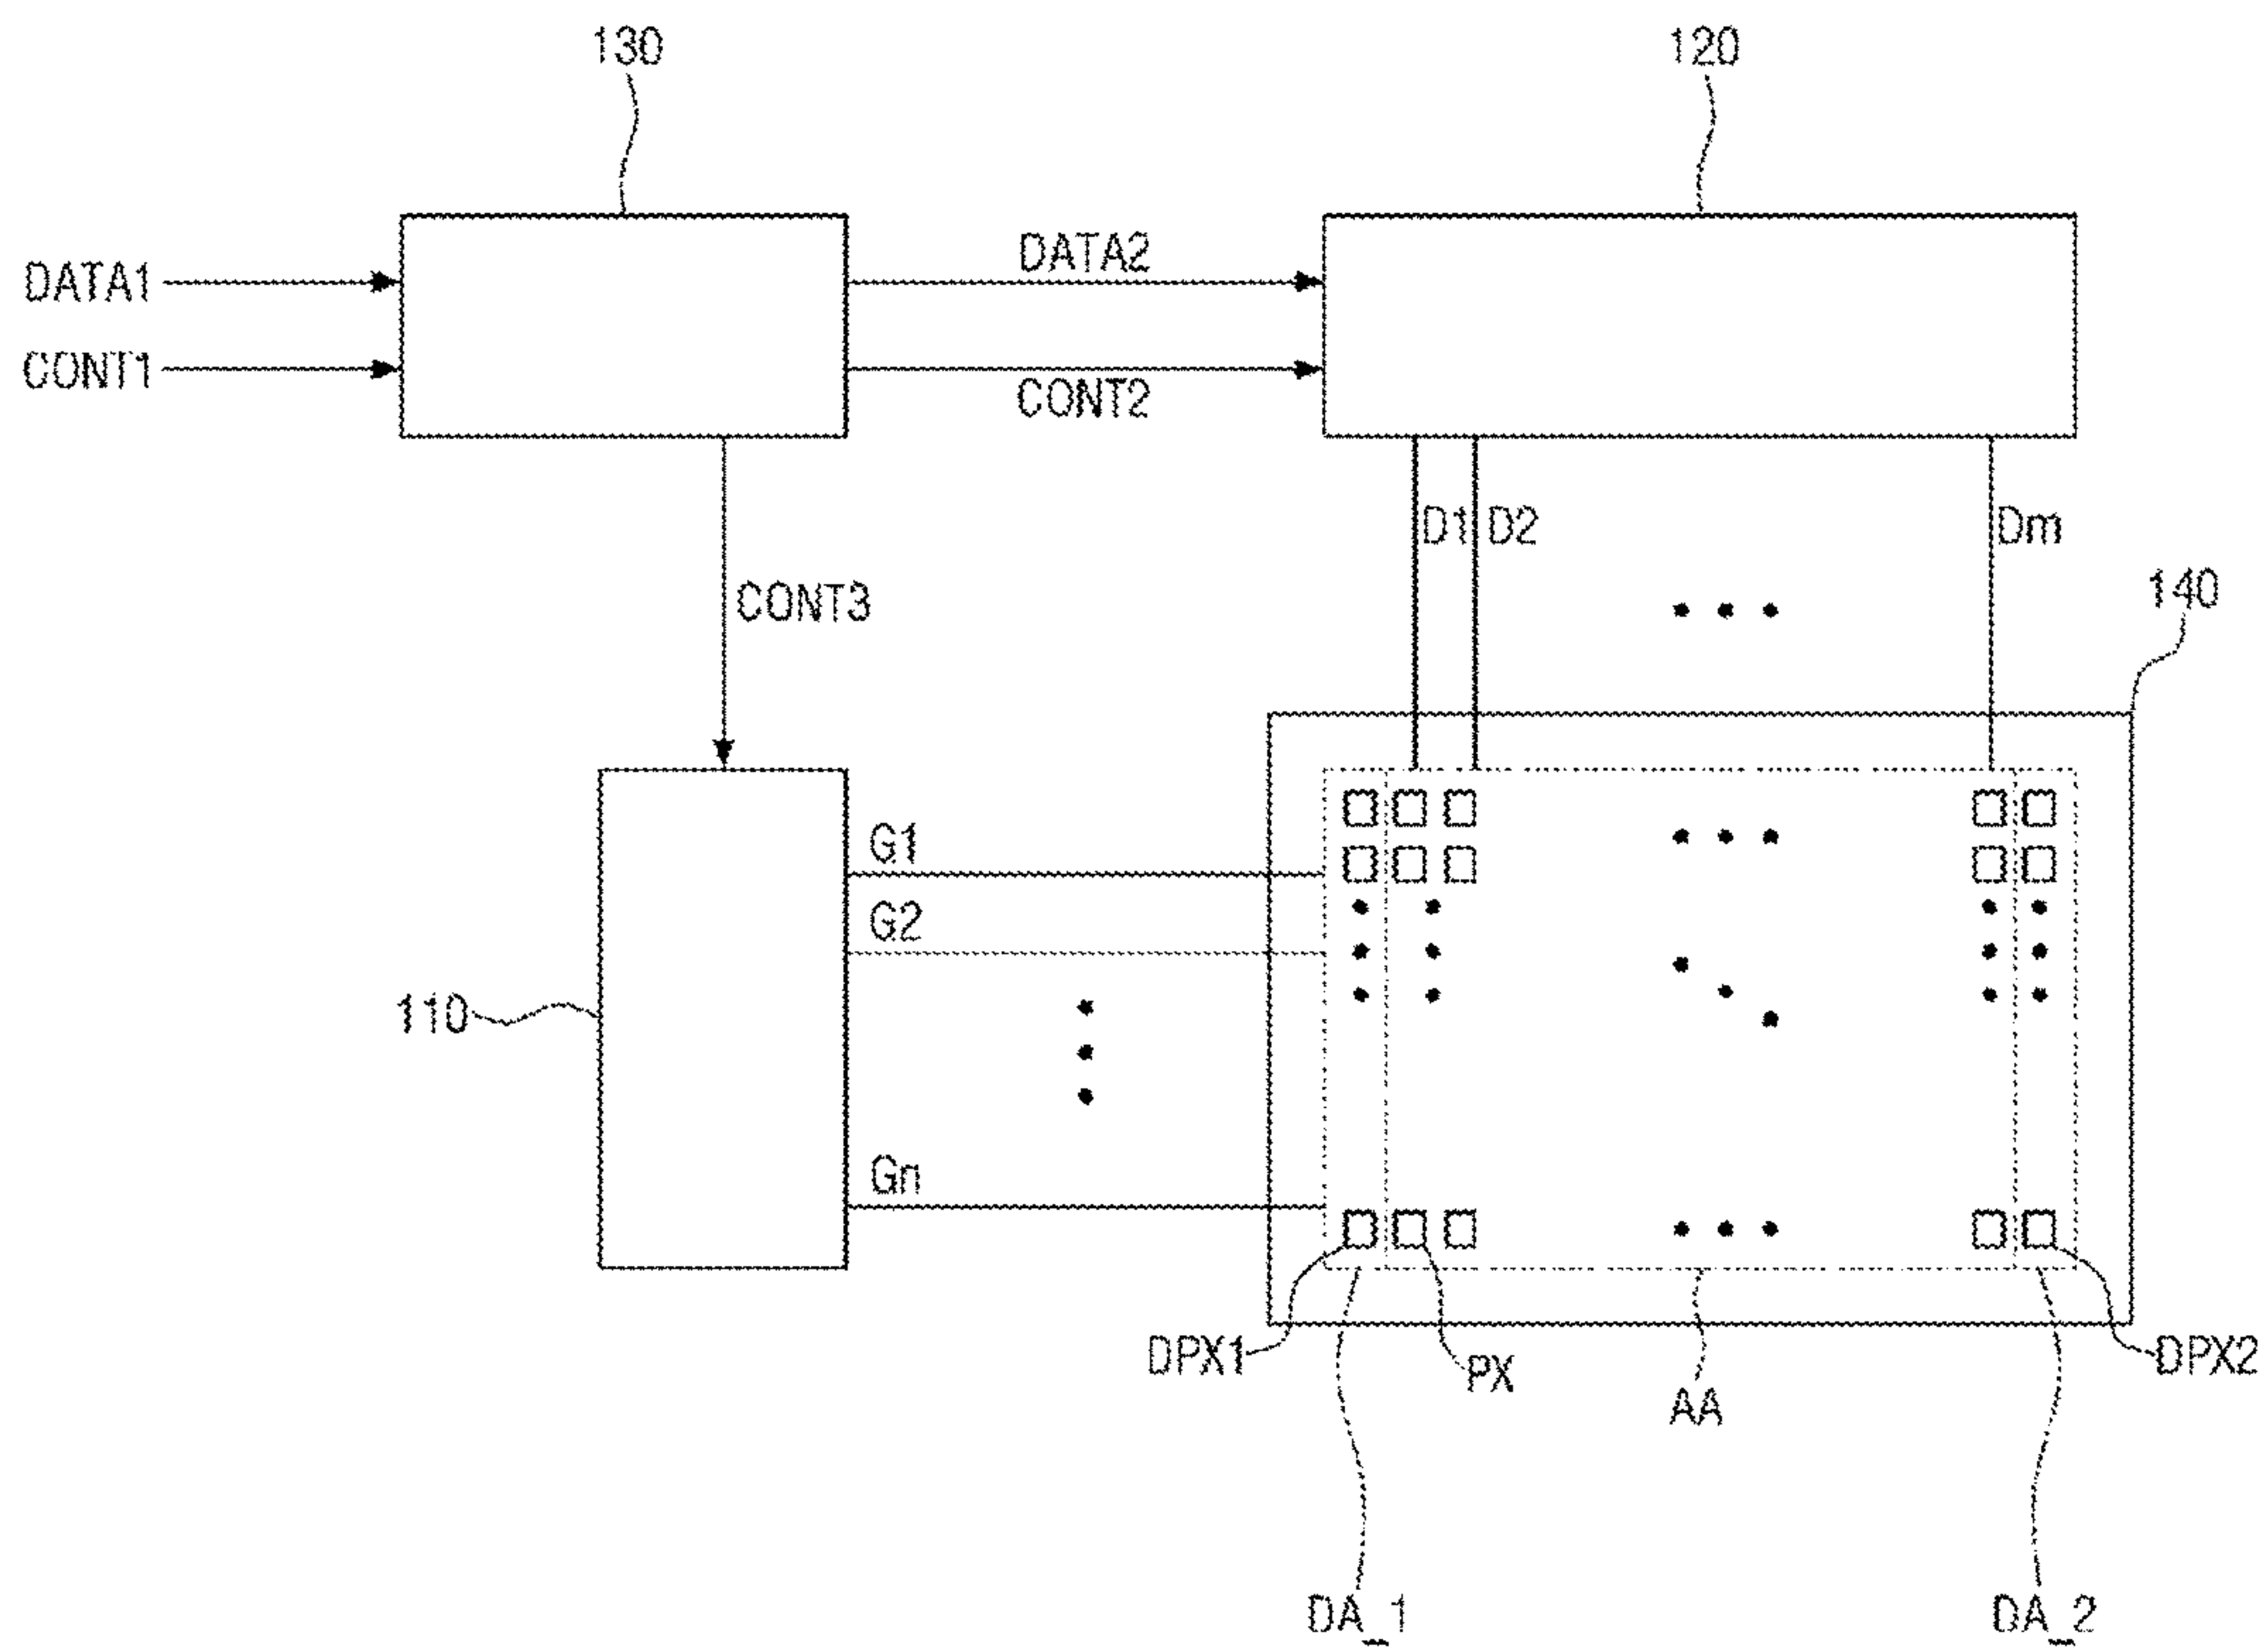 130
120
DATA1
DATA2
CONT1
CONT2
D1
D2
Dm
CONT3
140
G1
G2
110
Gn
DPX1
PX
AA
DPX2
DA_1
DA_2